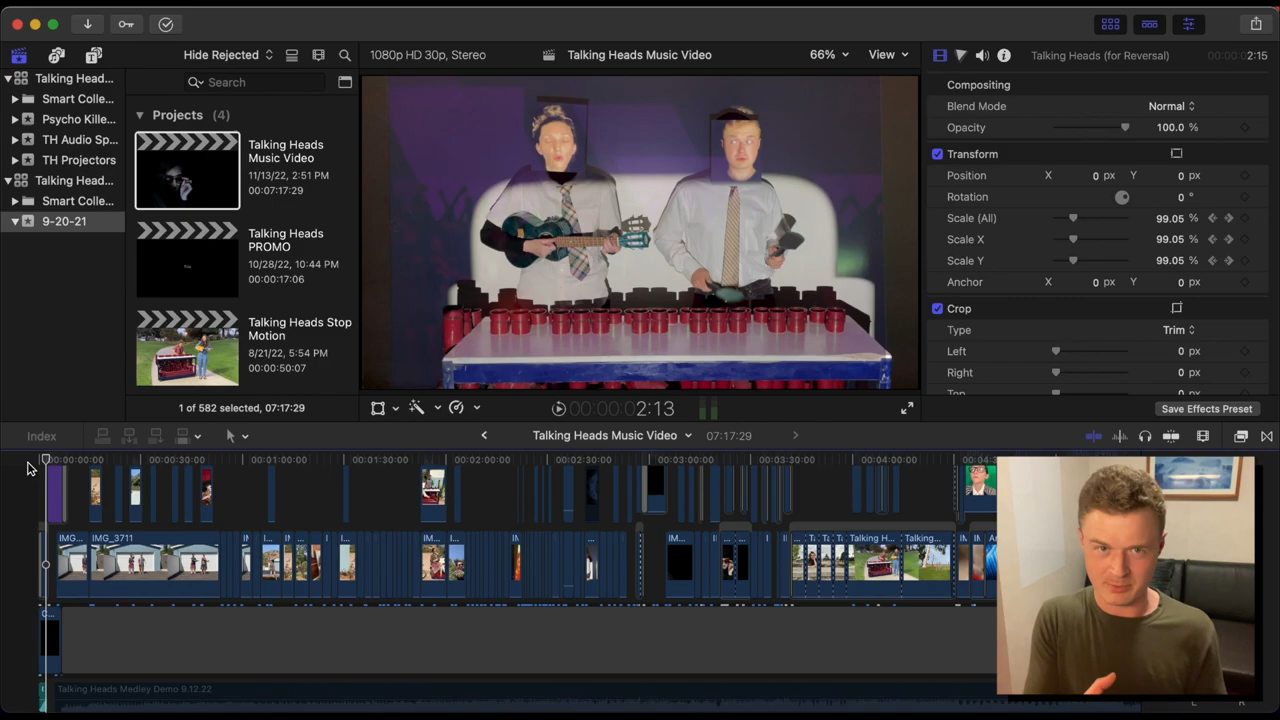 Hide Rejected
1080p HD 30p, Stereo
Talking Heads Music Video
66%
View
Talking Heads (for Reversal)
00:00:00:02:15
Talking Head...
Smart Colle...
Psycho Kille...
TH Audio Sp...
TH Projectors
Talking Head...
Smart Colle...
9-20-21
Search
Projects (4)
Talking Heads
Music Video
11/13/22, 2:51 PM
00:07:17:29
Talking Heads
PROMO
10/28/22, 10:44 PM
00:00:17:06
Talking Heads Stop
Motion
8/21/22, 5:54 PM
00:00:50:07
1 of 582 selected, 07:17:29
Compositing
Blend Mode
Normal
Opacity
100.0 %
Transform
Position
X
0 px
Y
0 px
Rotation
0 °
Scale (All)
99.05 %
Scale X
99.05 %
Scale Y
99.05 %
Anchor
X
0 px
Y
0 px
Crop
Type
Trim
Left
0 px
Right
0 px
Save Effects Preset
00:00:00:02:13
Index
Talking Heads Music Video
07:17:29
00:00:00:00
00:00:30:00
00:01:00:00
00:01:30:00
00:02:00:00
00:02:30:00
00:03:00:00
00:03:30:00
00:04:00:00
IMG...
IMG_3711
IM...
IM...
Talking H...
Talking...
Talking Heads Medley Demo 9.12.22